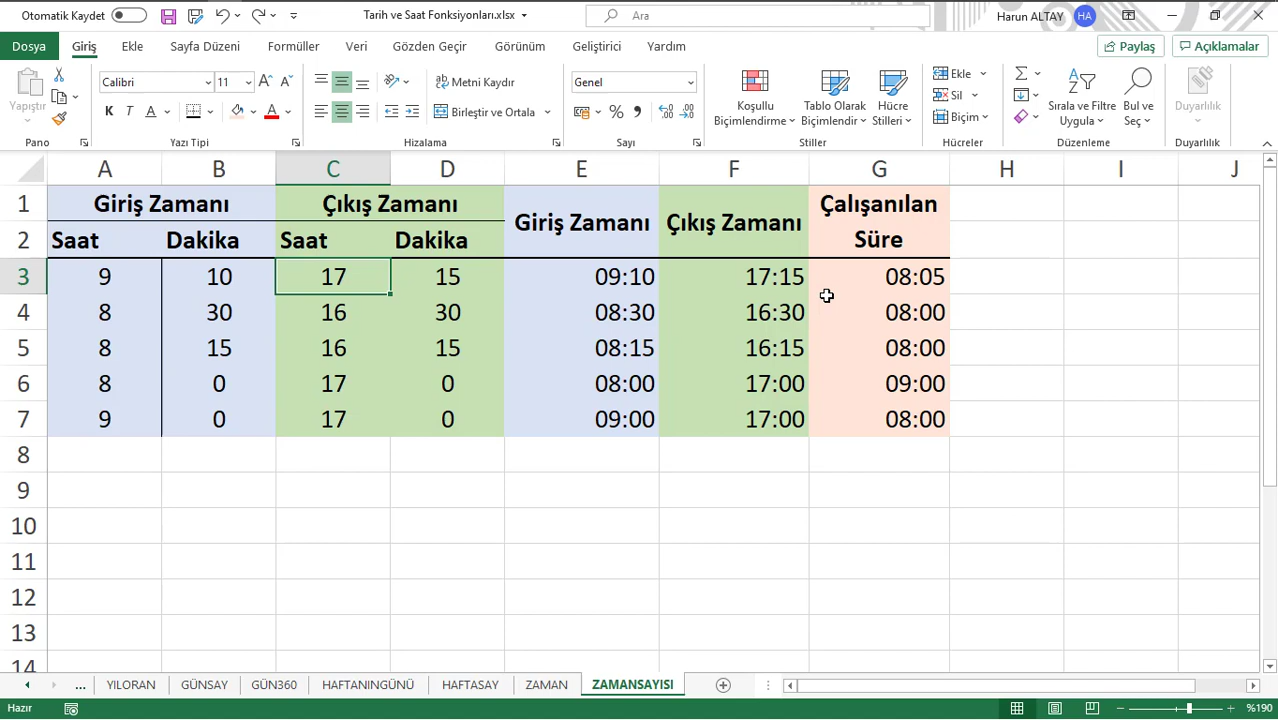 Otomatik Kaydet
Tarih ve Saat Fonksiyonları.xlsx
Ara
Harun ALTAY
HA
Dosya
Giriş
Ekle
Sayfa Düzeni
Formüller
Veri
Gözden Geçir
Görünüm
Geliştirici
Yardım
Paylaş
Açıklamalar
Yapıştır
Pano
Calibri
11
K
T
A
A
Yazı Tipi
Metni Kaydır
Birleştir ve Ortala
Hizalama
Genel
%
Sayı
Koşullu
Biçimlendirme
Tablo Olarak
Biçimlendir
Hücre
Stilleri
Stiller
Ekle
Sil
Biçim
Hücreler
Sırala ve Filtre
Uygula
Bul ve
Seç
Düzenleme
Duyarlılık
Duyarlılık
A B C D E F G H I J
1 Giriş Zamanı Çıkış Zamanı Giriş Zamanı Çıkış Zamanı Çalışanılan
2 Saat Dakika Saat Dakika Süre
3 9 10 17 15 09:10 17:15 08:05
4 8 30 16 30 08:30 16:30 08:00
5 8 15 16 15 08:15 16:15 08:00
6 8 0 17 0 08:00 17:00 09:00
7 9 0 17 0 09:00 17:00 08:00
8
9
10
11
12
13
14
... YILORAN GÜNSAY GÜN360 HAFTANINGÜNÜ HAFTASAY ZAMAN ZAMANSAYISI
Hazır
%190